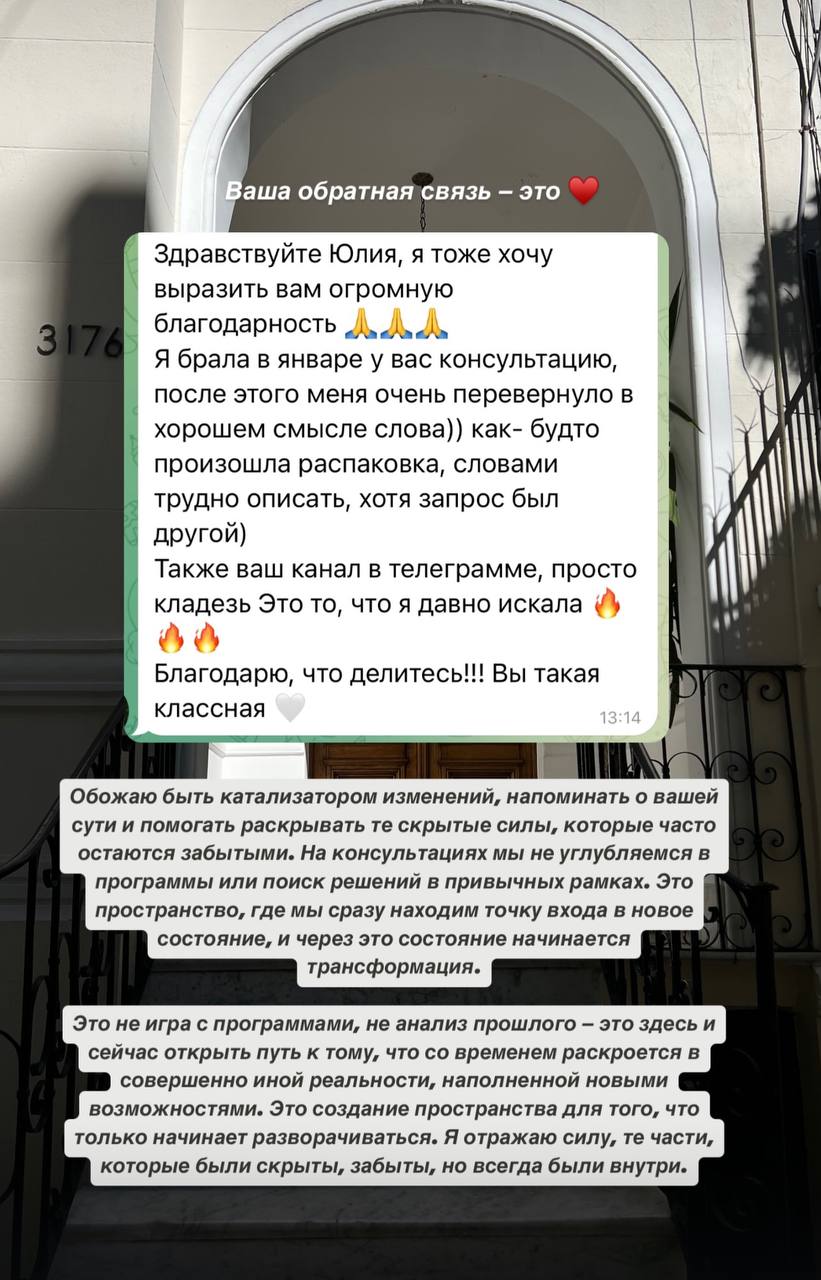 Ваша обратная связь – это ♥️
Здравствуйте Юлия, я тоже хочу
выразить вам огромную
благодарность 🙏🙏🙏
Я брала в январе у вас консультацию,
после этого меня очень перевернуло в
хорошем смысле слова)) как- будто
произошла распаковка, словами
трудно описать, хотя запрос был
другой)
Также ваш канал в телеграмме, просто
кладезь Это то, что я давно искала 🔥
🔥🔥
Благодарю, что делитесь!!! Вы такая
классная 🤍
13:14
3176
Обожаю быть катализатором изменений, напоминать о вашей
сути и помогать раскрывать те скрытые силы, которые часто
остаются забытыми. На консультациях мы не углубляемся в
программы или поиск решений в привычных рамках. Это
пространство, где мы сразу находим точку входа в новое
состояние, и через это состояние начинается
трансформация.
Это не игра с программами, не анализ прошлого – это здесь и
сейчас открыть путь к тому, что со временем раскроется в
совершенно иной реальности, наполненной новыми
возможностями. Это создание пространства для того, что
только начинает разворачиваться. Я отражаю силу, те части,
которые были скрыты, забыты, но всегда были внутри.